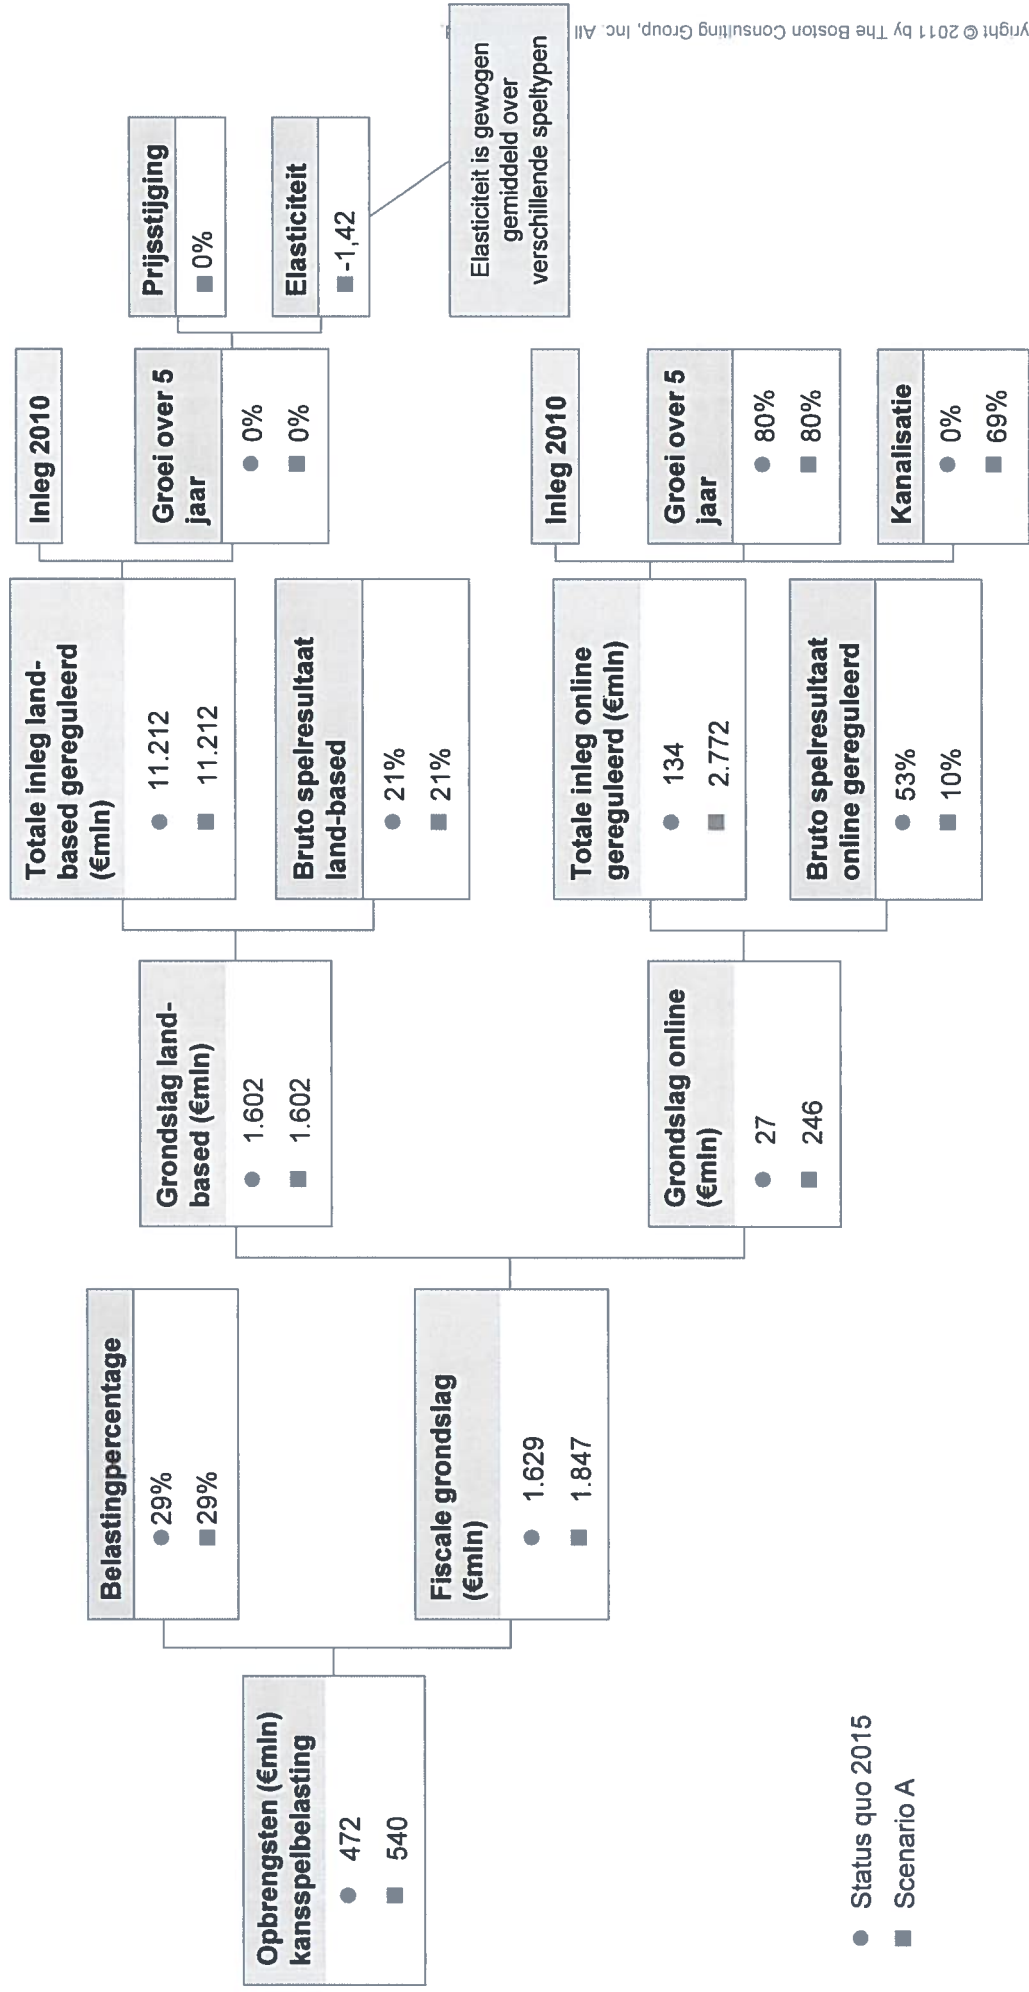 Opbrengsten (€mln)
kansspelbelasting
● 472
■ 540
Belastingpercentage
● 29%
■ 29%
Fiscale grondslag
(€mln)
● 1.629
■ 1.847
Grondslag land-
based (€mln)
● 1.602
■ 1.602
Grondslag online
(€mln)
● 27
■ 246
Totale inleg land-
based gereguleerd
(€mln)
● 11.212
■ 11.212
Bruto spelresultaat
land-based
● 21%
■ 21%
Totale inleg online
gereguleerd (€mln)
● 134
■ 2.772
Bruto spelresultaat
online gereguleerd
● 53%
■ 10%
Inleg 2010
Groei over 5
jaar
● 0%
■ 0%
Inleg 2010
Groei over 5
jaar
● 80%
■ 80%
Kanalisatie
● 0%
■ 69%
Prijsstijging
■ 0%
Elasticiteit
■ -1,42
Elasticiteit is gewogen
gemiddeld over
verschillende speltypen
● Status quo 2015
■ Scenario A
yright © 2011 by The Boston Consulting Group, Inc. All